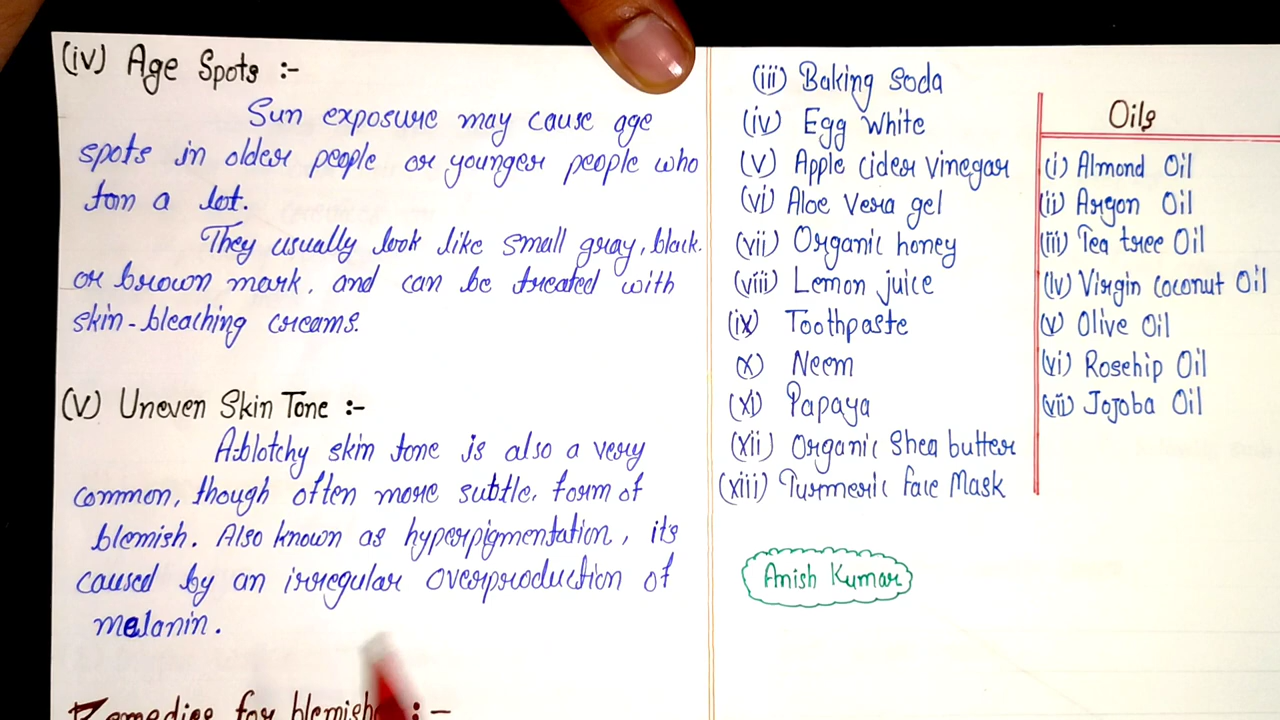 (iv) Age Spots :-
Sun exposure may cause age
spots in older people or younger people who
tan a lot.
They usually look like small gray, black
or brown mark, and can be treated with
skin-bleaching creams.
(v) Uneven Skin Tone :-
A blotchy skin tone is also a very
common, though often more subtle, form of
blemish. Also known as hyperpigmentation, it's
caused by an irregular overproduction of
melanin.
Remedies for blemish :-
(iii) Baking Soda
(iv) Egg White
(v) Apple cider vinegar
(vi) Aloe Vera gel
(vii) Organic honey
(viii) Lemon juice
(ix) Toothpaste
(x) Neem
(xi) Papaya
(xii) Organic Shea butter
(xiii) Turmeric face Mask
Anish Kumar
Oils
(i) Almond Oil
(ii) Argon Oil
(iii) Tea tree Oil
(iv) Virgin coconut Oil
(v) Olive Oil
(vi) Rosehip Oil
(vii) Jojoba Oil